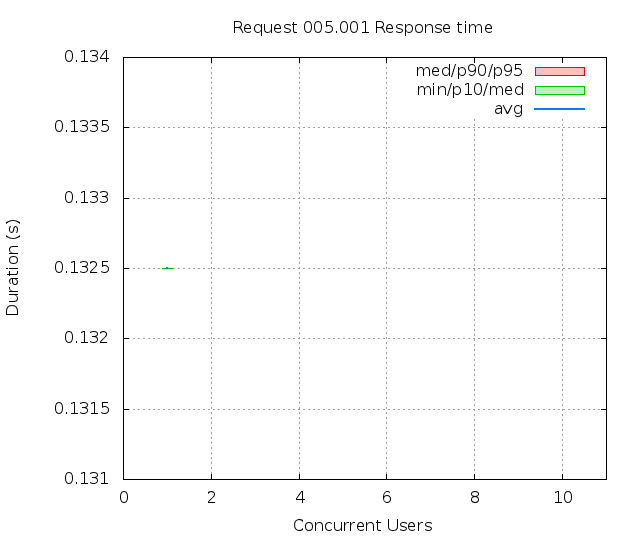 Request 005.001 Response time
0.134
0.1335
0.133
0.1325
0.132
0.1315
0.131
Duration (s)
med/p90/p95
min/p10/med
avg
0 2 4 6 8 10
Concurrent Users